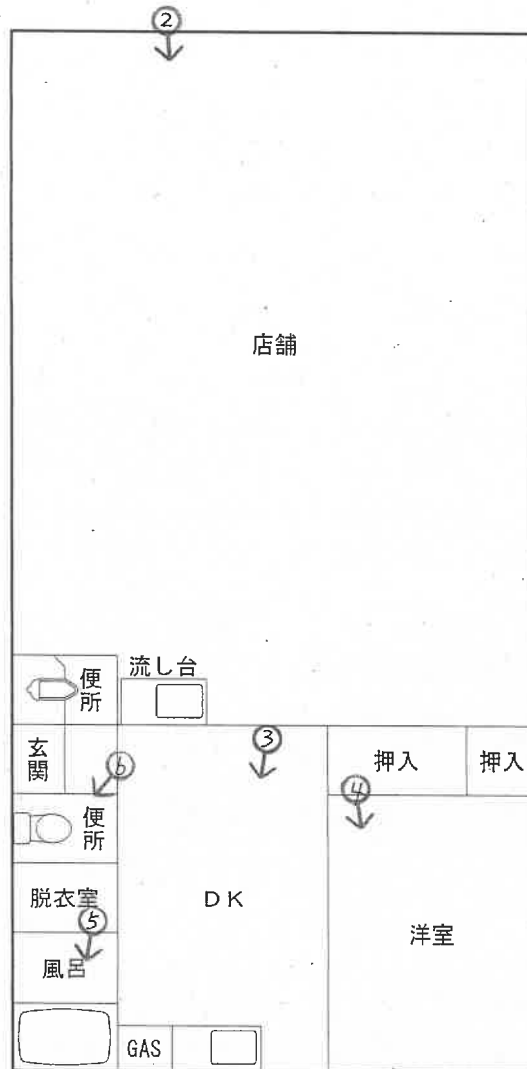 ②
店舗
流し台
便所
③
玄関
押入
押入
⑥
④
便所
脱衣室
DK
⑤
洋室
風呂
GAS